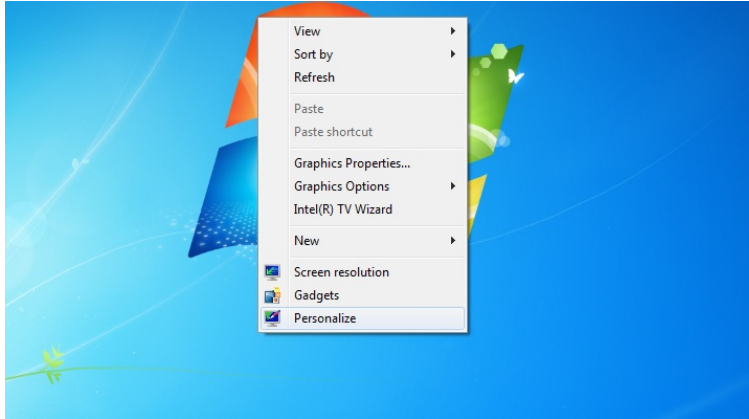 View
Sort by
Refresh
Paste
Paste shortcut
Graphics Properties...
Graphics Options
Intel(R) TV Wizard
New
Screen resolution
Gadgets
Personalize